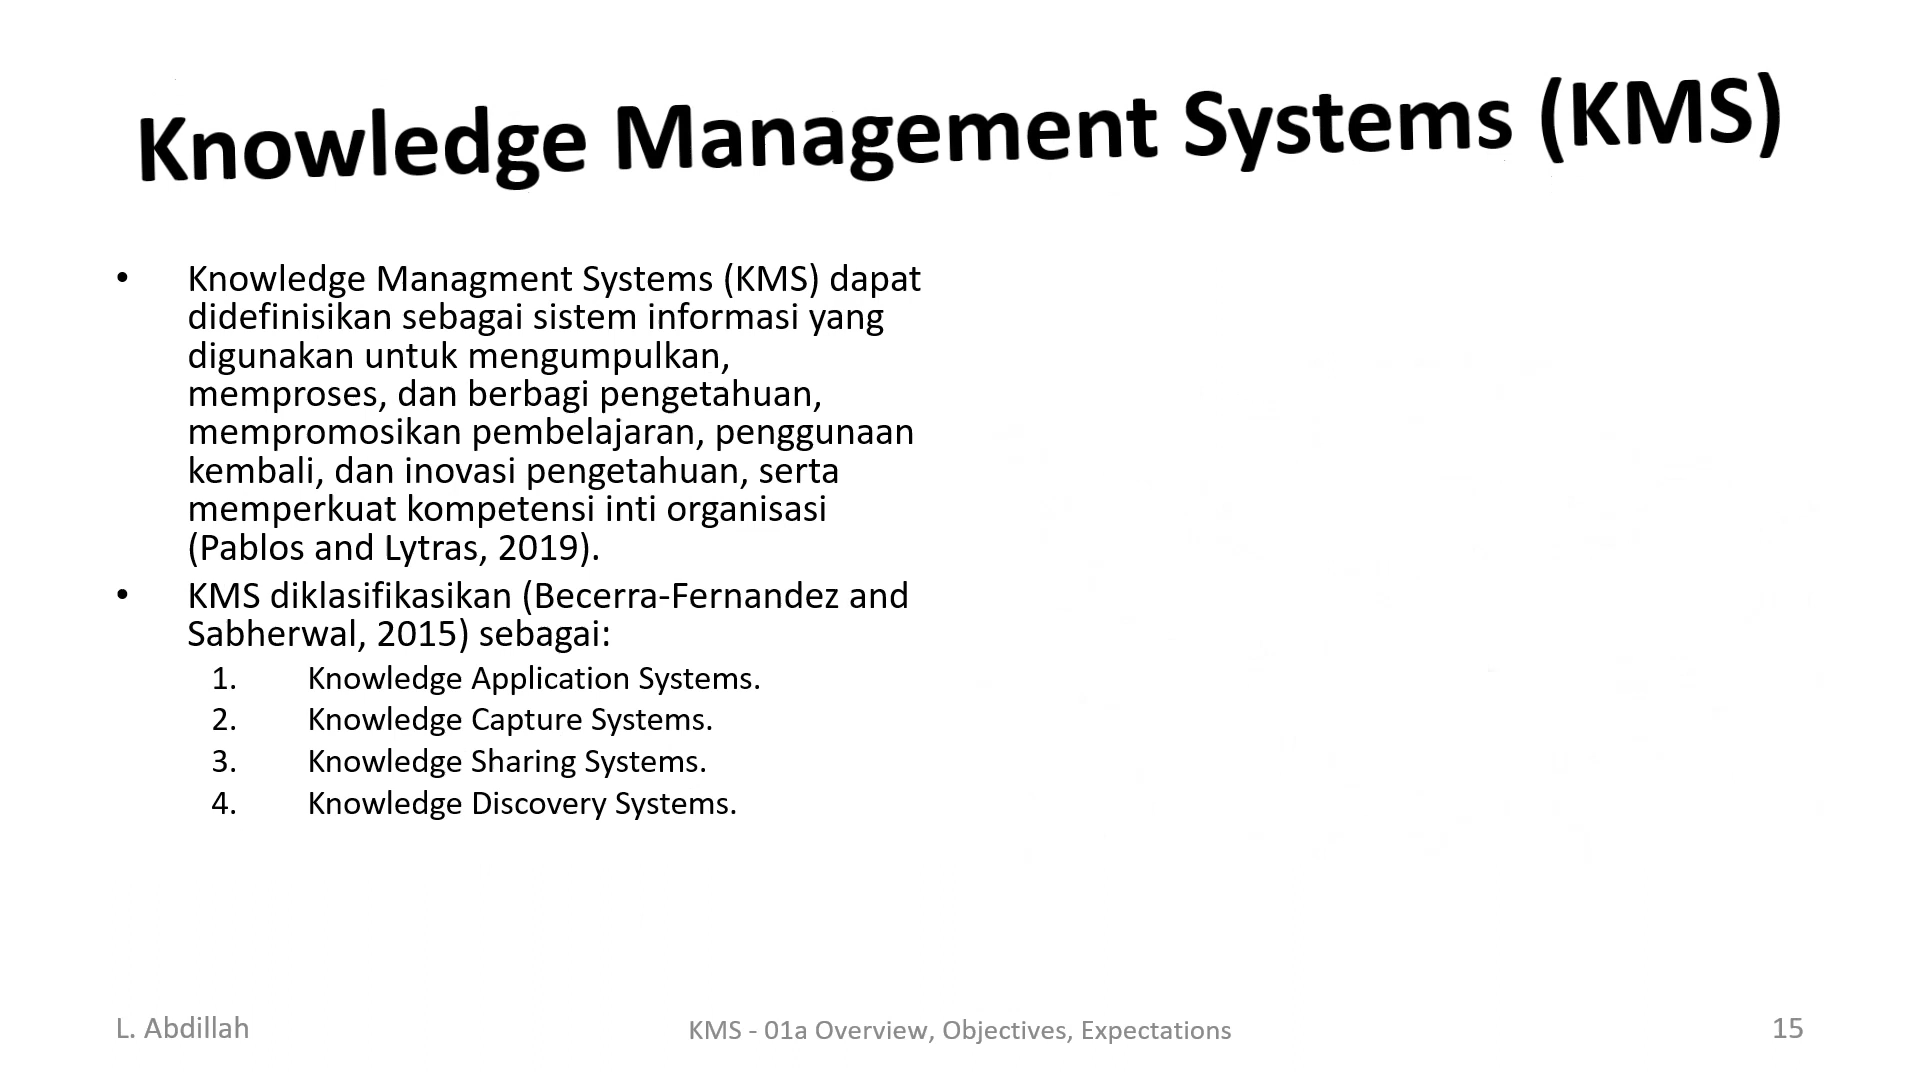 Knowledge Management Systems (KMS)
• Knowledge Managment Systems (KMS) dapat
didefinisikan sebagai sistem informasi yang
digunakan untuk mengumpulkan,
memproses, dan berbagi pengetahuan,
mempromosikan pembelajaran, penggunaan
kembali, dan inovasi pengetahuan, serta
memperkuat kompetensi inti organisasi
(Pablos and Lytras, 2019).
• KMS diklasifikasikan (Becerra-Fernandez and
Sabherwal, 2015) sebagai:
1. Knowledge Application Systems.
2. Knowledge Capture Systems.
3. Knowledge Sharing Systems.
4. Knowledge Discovery Systems.
L. Abdillah
KMS - 01a Overview, Objectives, Expectations
15